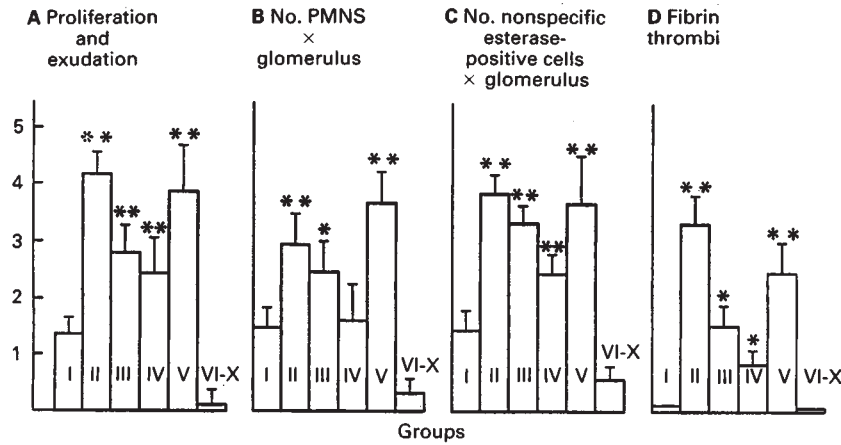 A Proliferation
and
exudation
B No. PMNS
×
glomerulus
C No. nonspecific
esterase-
positive cells
× glomerulus
D Fibrin
thrombi
5
4
3
2
1
** ** ** **
I II III IV V VI-X
** * **
I II III IV V VI-X
** ** ** **
I II III IV V VI-X
** * * **
I II III IV V VI-X
Groups